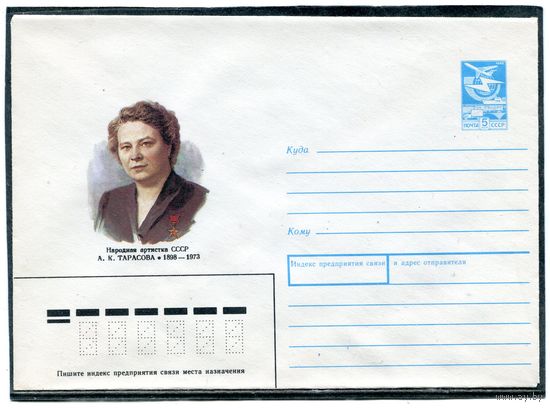 ПОЧТА 5 СССР
Куда
Народная артистка СССР
А. К. ТАРАСОВА • 1898—1973
Кому
Индекс предприятия связи и адрес отправителя
Пишите индекс предприятия связи места назначения